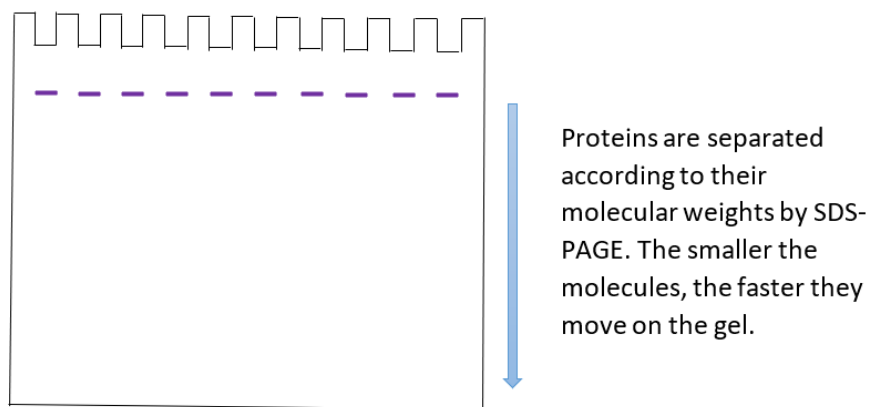 Proteins are separated
according to their
molecular weights by SDS-
PAGE. The smaller the
molecules, the faster they
move on the gel.